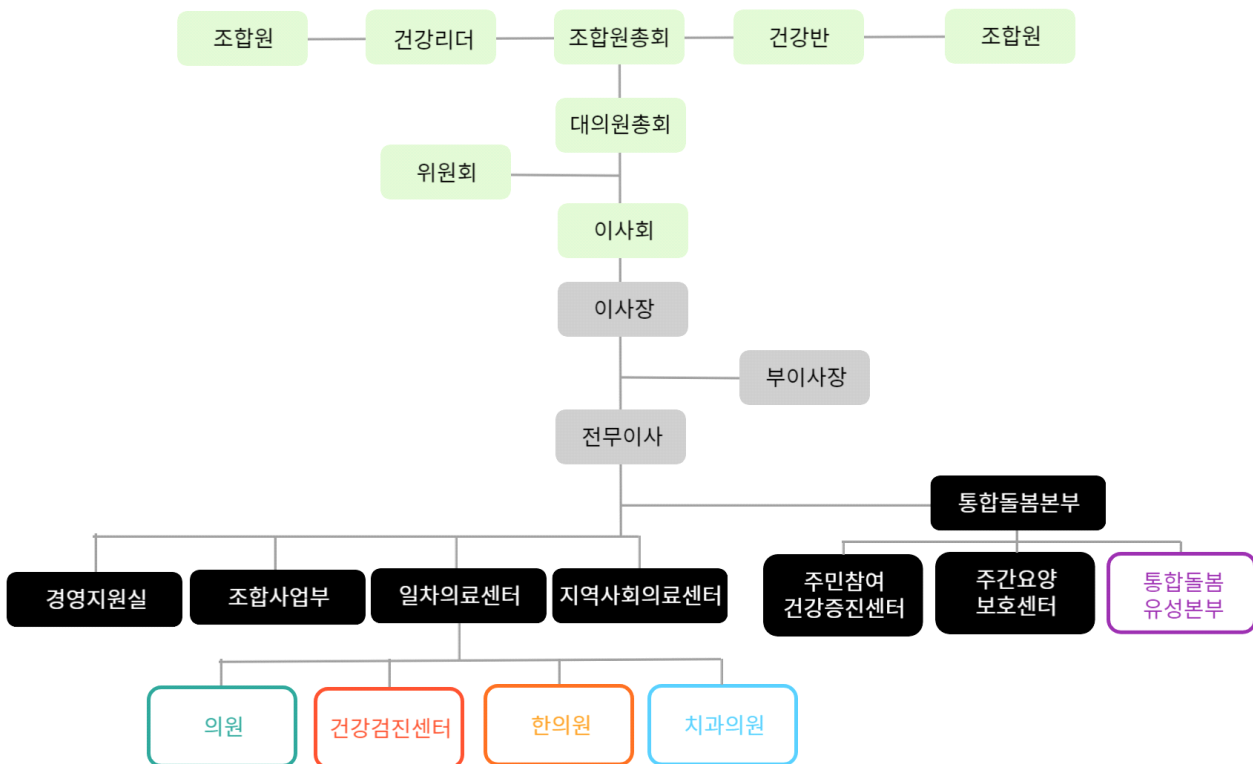 조합원
건강리더
조합원총회
건강반
조합원
대의원총회
위원회
이사회
이사장
부이사장
전무이사
통합돌봄본부
경영지원실
조합사업부
일차의료센터
지역사회의료센터
주민참여
건강증진센터
주간요양
보호센터
통합돌봄
유성본부
의원
건강검진센터
한의원
치과의원